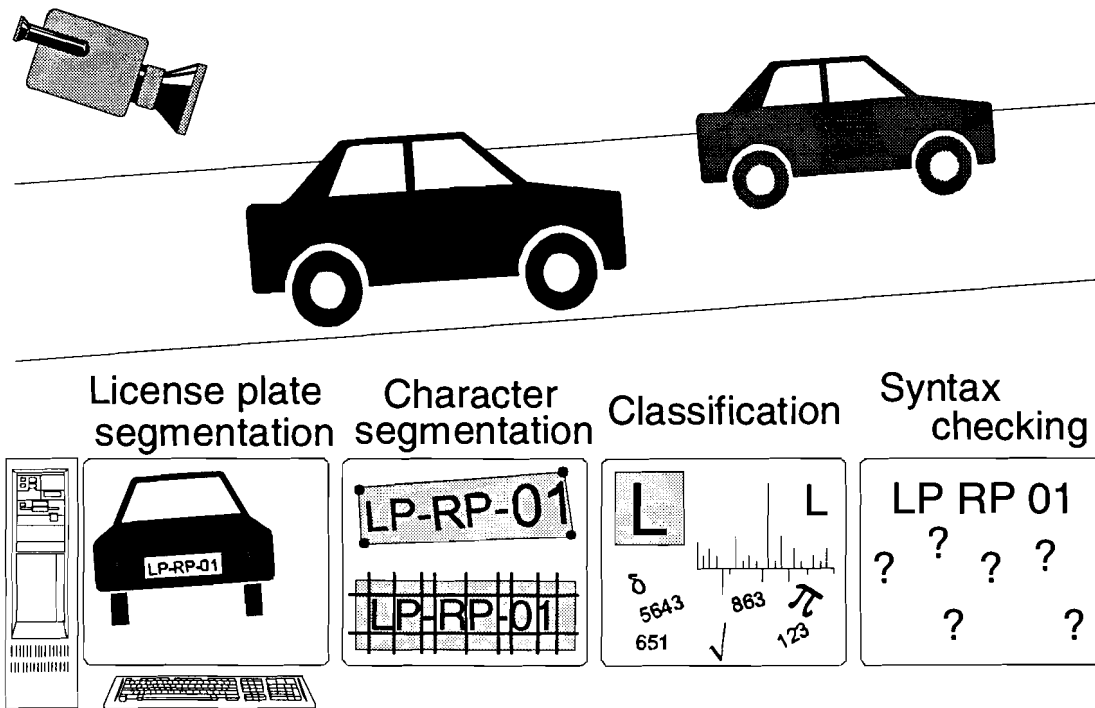 License plate
segmentation
Character
segmentation
Classification
Syntax
checking
LP-RP-01
LP-RP-01
LP-RP-01
L
L
δ
5643
863
π
651
√
123
LP RP 01
? ? ? ?
? ?